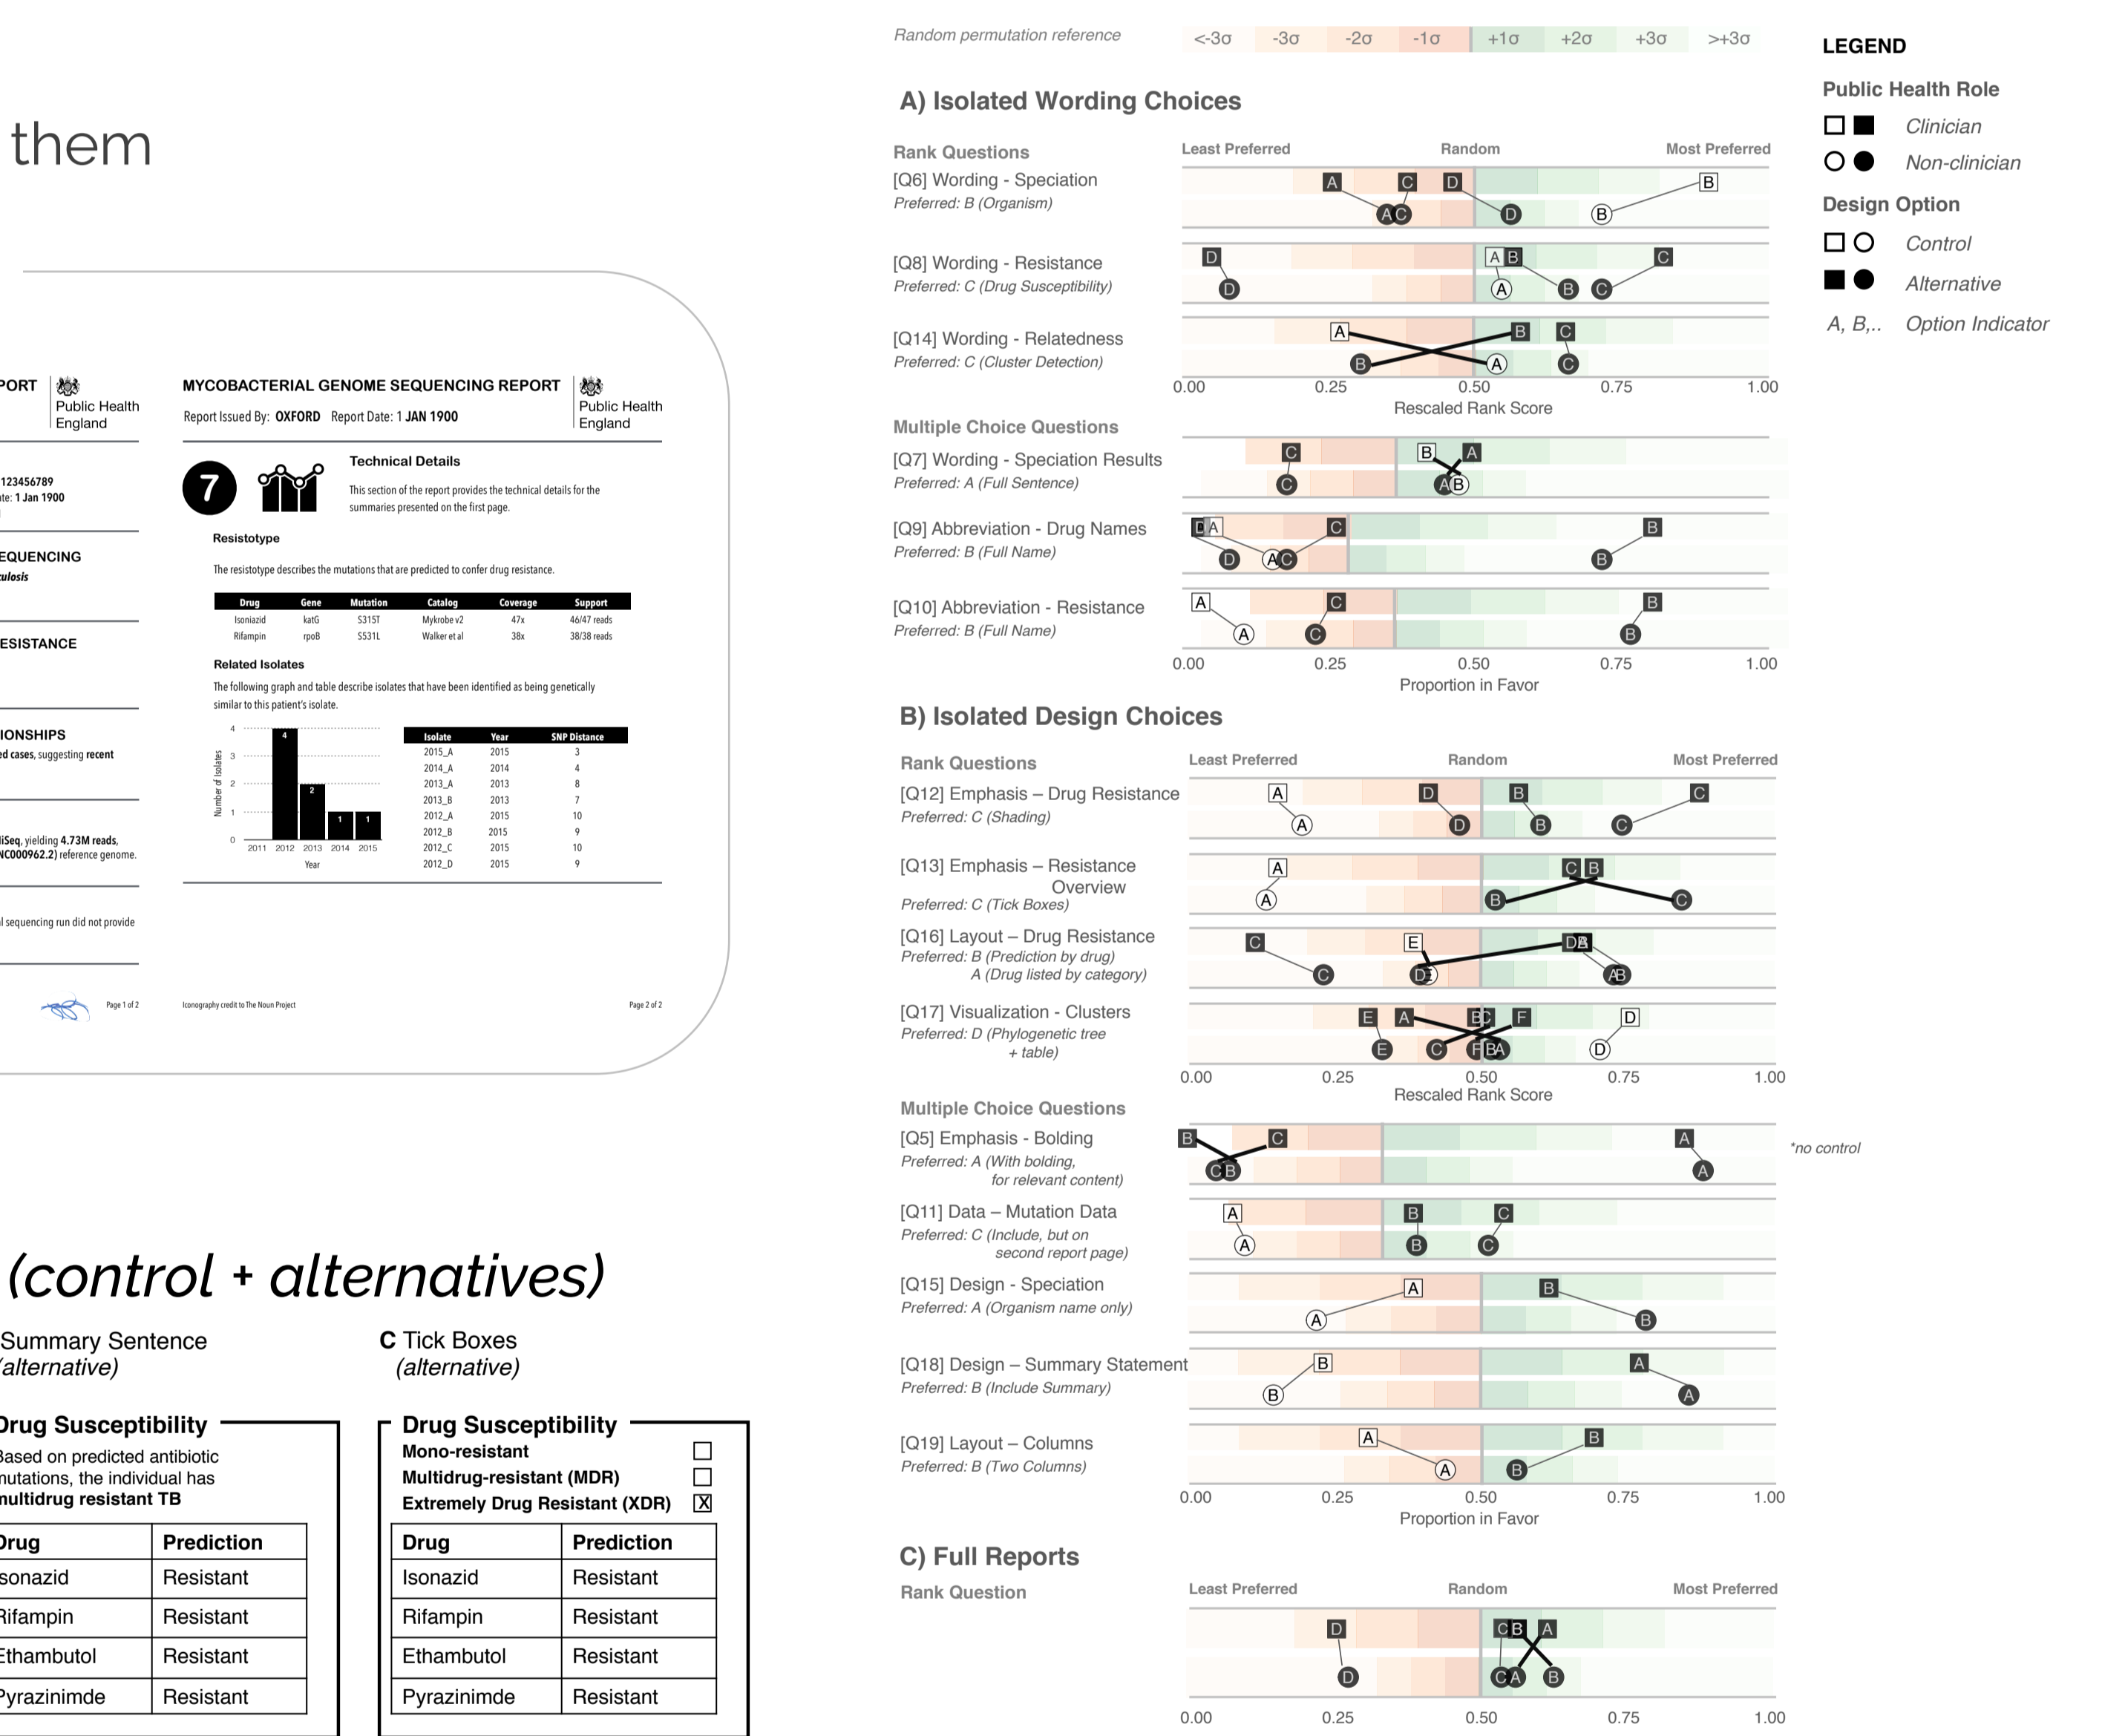 them
PORT
Public Health
England
123456789
te: 1 Jan 1900
EQUENCING
culosis
ESISTANCE
IONSHIPS
ed cases, suggesting recent
iSeq, yielding 4.73M reads,
NC000962.2) reference genome.
l sequencing run did not provide
Page 1 of 2
MYCOBACTERIAL GENOME SEQUENCING REPORT
Report Issued By: OXFORD Report Date: 1 JAN 1900
Public Health
England
7
Technical Details
This section of the report provides the technical details for the
summaries presented on the first page.
Resistotype
The resistotype describes the mutations that are predicted to confer drug resistance.
Drug Gene Mutation Catalog Coverage Support
Isoniazid katG S315T Mykrobe v2 47x 46/47 reads
Rifampin rpoB S531L Walker et al 38x 38/38 reads
Related Isolates
The following graph and table describe isolates that have been identified as being genetically
similar to this patient's isolate.
Number of Isolates
4
3
2
1
0
4
2
1 1
2011 2012 2013 2014 2015
Year
Isolate Year SNP Distance
2015_A 2015 3
2014_A 2014 4
2013_A 2013 8
2013_B 2013 7
2012_A 2015 10
2012_B 2015 9
2012_C 2015 10
2012_D 2015 9
Iconography credit to The Noun Project
Page 2 of 2
(control + alternatives)
Summary Sentence
(alternative)
Drug Susceptibility
Based on predicted antibiotic
mutations, the individual has
multidrug resistant TB
Drug Prediction
Isonazid Resistant
Rifampin Resistant
Ethambutol Resistant
Pyrazinimde Resistant
C Tick Boxes
(alternative)
Drug Susceptibility
Mono-resistant
Multidrug-resistant (MDR)
Extremely Drug Resistant (XDR) X
Drug Prediction
Isonazid Resistant
Rifampin Resistant
Ethambutol Resistant
Pyrazinimde Resistant
Random permutation reference
<-3σ -3σ -2σ -1σ +1σ +2σ +3σ >+3σ
A) Isolated Wording Choices
Rank Questions
Least Preferred Random Most Preferred
[Q6] Wording - Speciation
Preferred: B (Organism)
A C D B
A C D B
[Q8] Wording - Resistance
Preferred: C (Drug Susceptibility)
D A B C
D A B C
[Q14] Wording - Relatedness
Preferred: C (Cluster Detection)
A B C
B A C
0.00 0.25 0.50 0.75 1.00
Rescaled Rank Score
Multiple Choice Questions
[Q7] Wording - Speciation Results
Preferred: A (Full Sentence)
C B A
C A B
[Q9] Abbreviation - Drug Names
Preferred: B (Full Name)
A C B
D A C B
[Q10] Abbreviation - Resistance
Preferred: B (Full Name)
A C B
A C B
0.00 0.25 0.50 0.75 1.00
Proportion in Favor
B) Isolated Design Choices
Rank Questions
Least Preferred Random Most Preferred
[Q12] Emphasis – Drug Resistance
Preferred: C (Shading)
A D B C
A D B C
[Q13] Emphasis – Resistance
Overview
Preferred: C (Tick Boxes)
A C B
A B C
[Q16] Layout – Drug Resistance
Preferred: B (Prediction by drug)
A (Drug listed by category)
C E D
C D A B
[Q17] Visualization - Clusters
Preferred: D (Phylogenetic tree
+ table)
E A B C F D
E C F B A D
0.00 0.25 0.50 0.75 1.00
Rescaled Rank Score
Multiple Choice Questions
[Q5] Emphasis - Bolding
Preferred: A (With bolding,
for relevant content)
B C A
C B A
*no control
[Q11] Data – Mutation Data
Preferred: C (Include, but on
second report page)
A B C
A B C
[Q15] Design - Speciation
Preferred: A (Organism name only)
A B
A B
[Q18] Design – Summary Statement
Preferred: B (Include Summary)
B A
B A
[Q19] Layout – Columns
Preferred: B (Two Columns)
A B
A B
0.00 0.25 0.50 0.75 1.00
Proportion in Favor
C) Full Reports
Rank Question
Least Preferred Random Most Preferred
D C B A
D C A B
0.00 0.25 0.50 0.75 1.00
LEGEND
Public Health Role
Clinician
Non-clinician
Design Option
Control
Alternative
A, B,.. Option Indicator